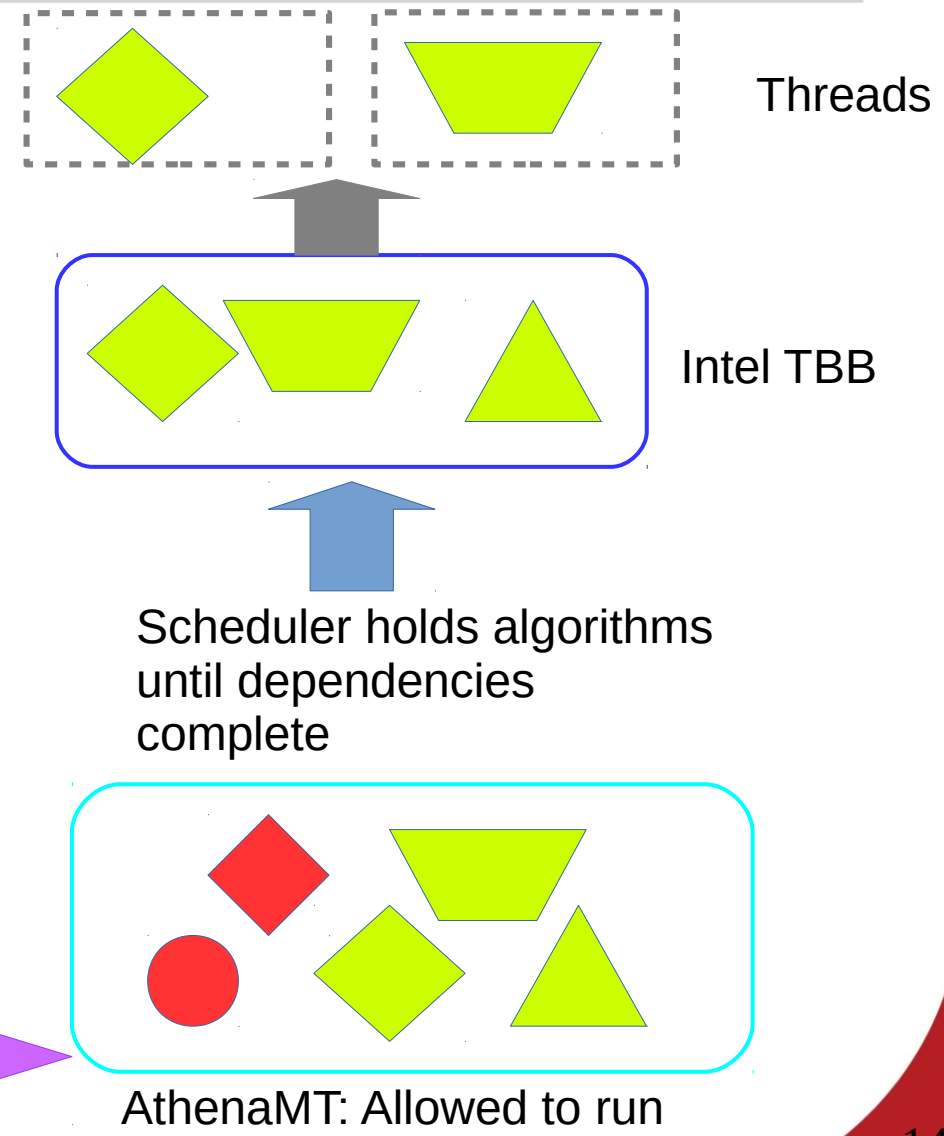 Threads
Intel TBB
Scheduler holds algorithms
until dependencies
complete
AthenaMT: Allowed to run